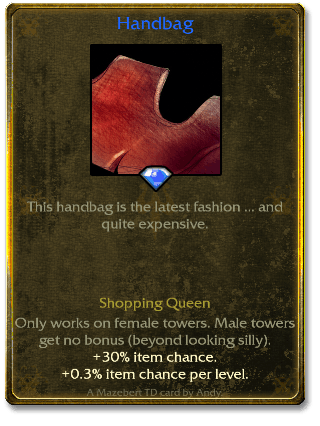 Handbag
This handbag is the latest fashion ... and
quite expensive.
Shopping Queen
Only works on female towers. Male towers
get no bonus (beyond looking silly).
+30% item chance.
+0.3% item chance per level.
A Mazebert TD card by Andy.